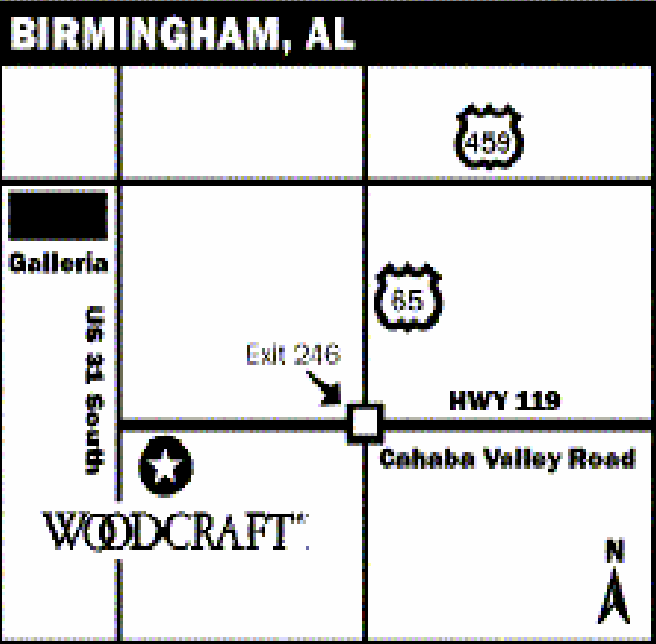 BIRMINGHAM, AL
459
Galleria
65
US 31 South
Exit 246
HWY 119
Cahaba Valley Road
WOODCRAFT
N